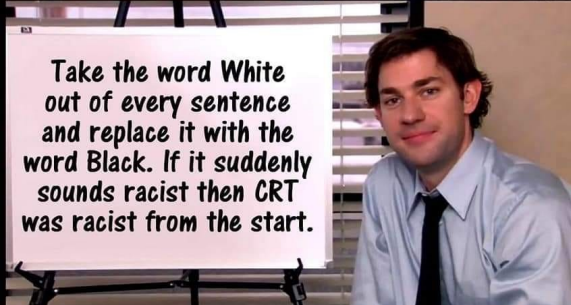 Take the word White
out of every sentence
and replace it with the
word Black. If it suddenly
sounds racist then CRT
was racist from the start.